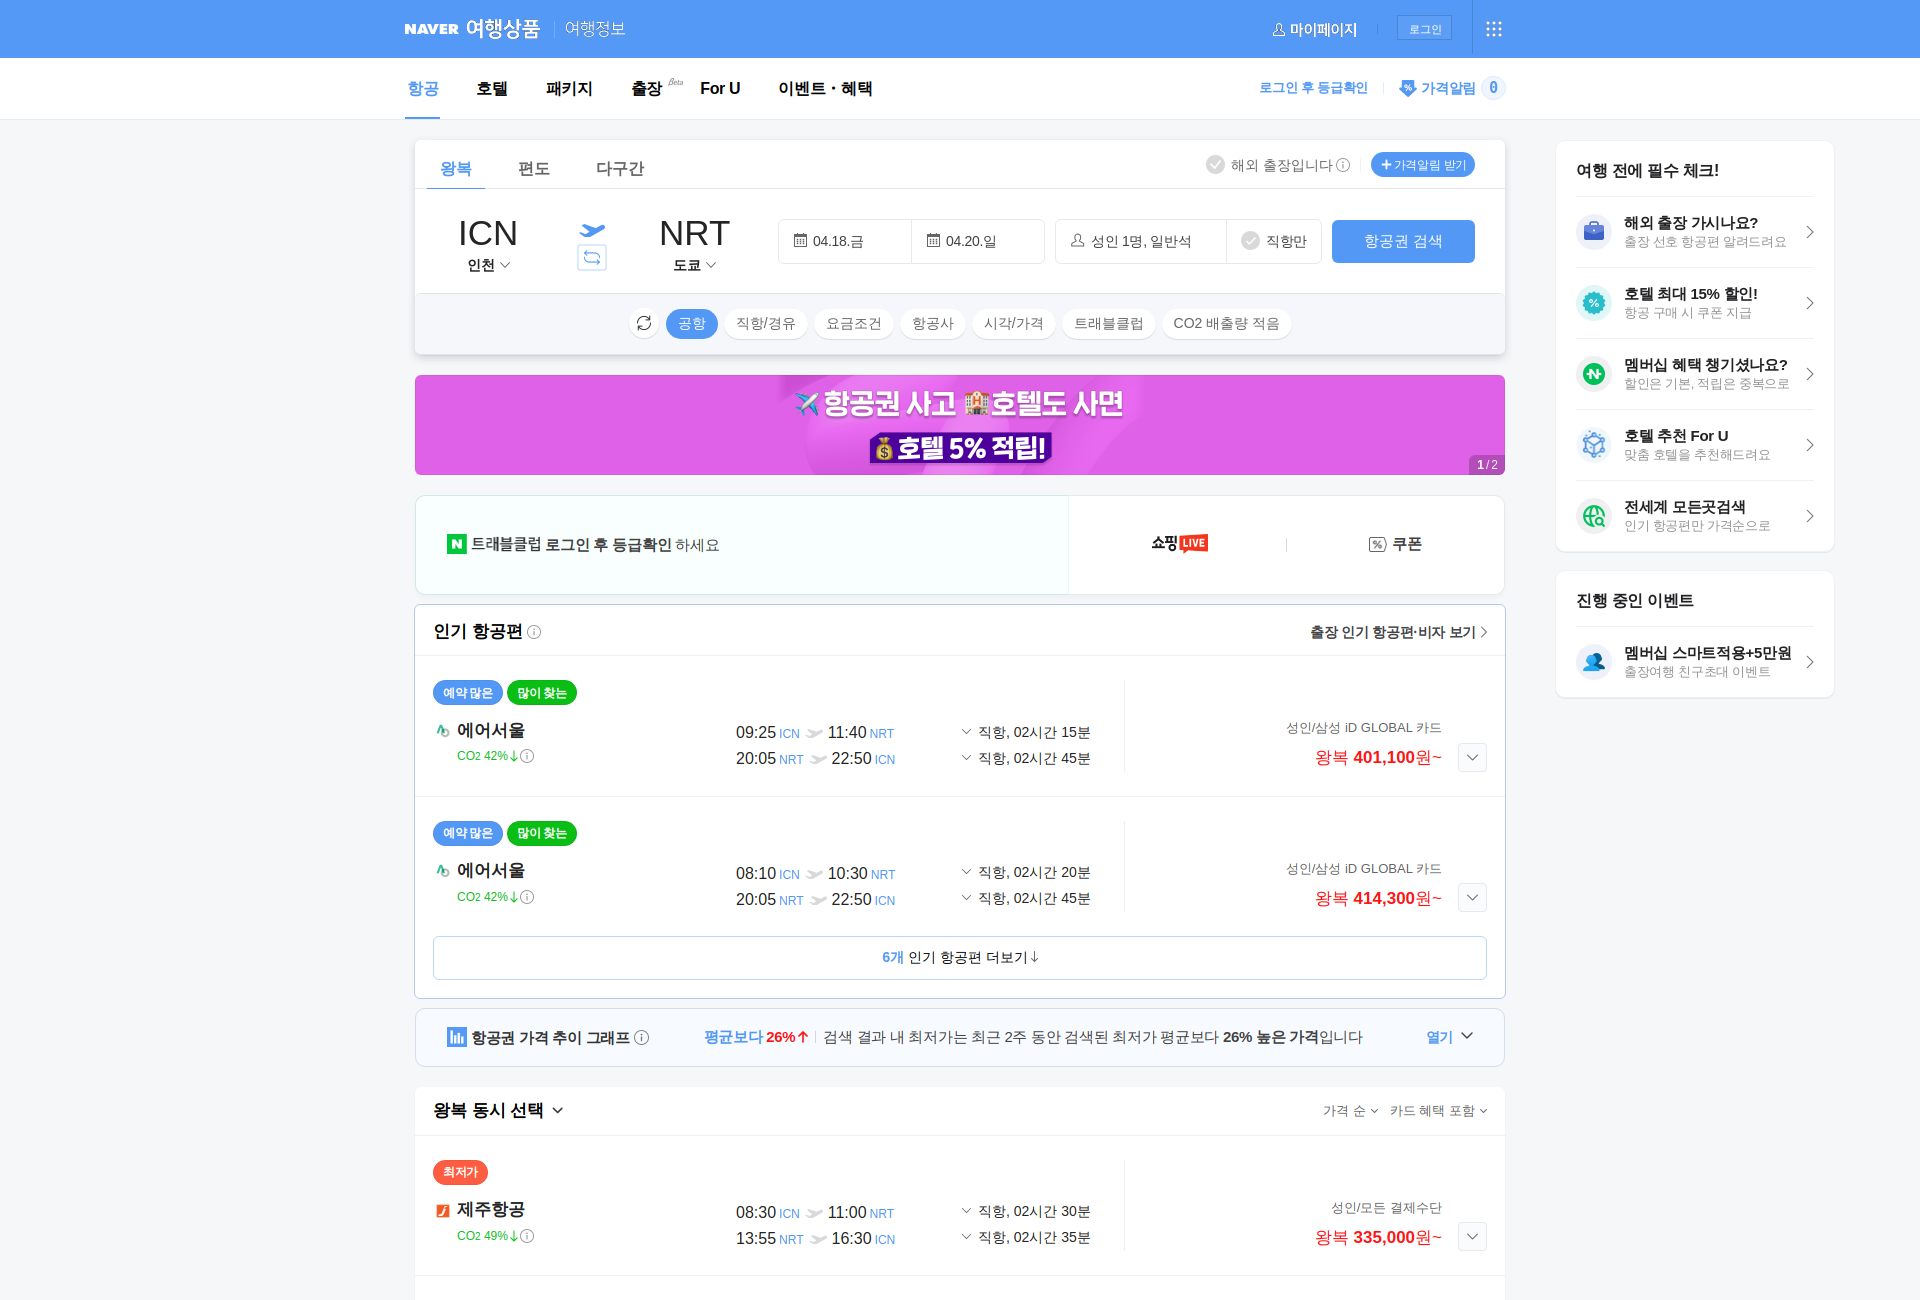 NAVER 여행상품 여행정보 마이페이지 로그인
항공 호텔 패키지 출장 Beta For U 이벤트・혜택 로그인 후 등급확인 가격알림 0
왕복 편도 다구간 해외 출장입니다 가격알림 받기
ICN NRT
인천 도쿄
04.18.금 04.20.일 성인 1명, 일반석 직항만 항공권 검색
공항 직항/경유 요금조건 항공사 시각/가격 트래블클럽 CO2 배출량 적음
항공권 사고 호텔도 사면
호텔 5% 적립!
1/2
N 트래블클럽 로그인 후 등급확인 하세요 쇼핑LIVE 쿠폰
인기 항공편 출장 인기 항공편·비자 보기
예약 많은 많이 찾는
에어서울
CO2 42%↓
09:25 ICN 11:40 NRT 직항, 02시간 15분
20:05 NRT 22:50 ICN 직항, 02시간 45분
성인/삼성 iD GLOBAL 카드
왕복 401,100원~
예약 많은 많이 찾는
에어서울
CO2 42%↓
08:10 ICN 10:30 NRT 직항, 02시간 20분
20:05 NRT 22:50 ICN 직항, 02시간 45분
성인/삼성 iD GLOBAL 카드
왕복 414,300원~
6개 인기 항공편 더보기↓
항공권 가격 추이 그래프 평균보다 26%↑ 검색 결과 내 최저가는 최근 2주 동안 검색된 최저가 평균보다 26% 높은 가격입니다 열기
왕복 동시 선택 가격 순 카드 혜택 포함
최저가
제주항공
CO2 49%↓
08:30 ICN 11:00 NRT 직항, 02시간 30분
13:55 NRT 16:30 ICN 직항, 02시간 35분
성인/모든 결제수단
왕복 335,000원~
여행 전에 필수 체크!
해외 출장 가시나요?
출장 선호 항공편 알려드려요
호텔 최대 15% 할인!
항공 구매 시 쿠폰 지급
멤버십 혜택 챙기셨나요?
할인은 기본, 적립은 중복으로
호텔 추천 For U
맞춤 호텔을 추천해드려요
전세계 모든곳검색
인기 항공편만 가격순으로
진행 중인 이벤트
멤버십 스마트적용+5만원
출장여행 친구초대 이벤트